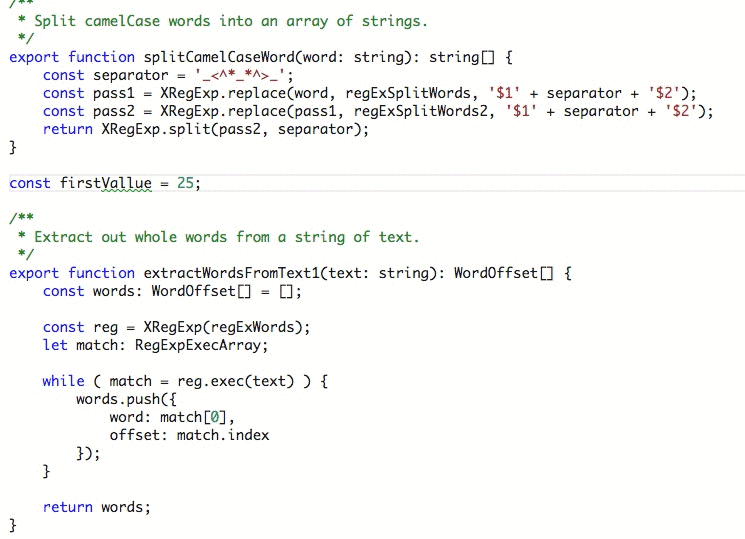 /**
 * Split camelCase words into an array of strings.
 */
export function splitCamelCaseWord(word: string): string[] {
    const separator = '_<^*_*^>_';
    const pass1 = XRegExp.replace(word, regExSplitWords, '$1' + separator + '$2');
    const pass2 = XRegExp.replace(pass1, regExSplitWords2, '$1' + separator + '$2');
    return XRegExp.split(pass2, separator);
}

const firstVallue = 25;

/**
 * Extract out whole words from a string of text.
 */
export function extractWordsFromText1(text: string): WordOffset[] {
    const words: WordOffset[] = [];

    const reg = XRegExp(regExWords);
    let match: RegExpExecArray;

    while ( match = reg.exec(text) ) {
        words.push({
            word: match[0],
            offset: match.index
        });
    }

    return words;
}